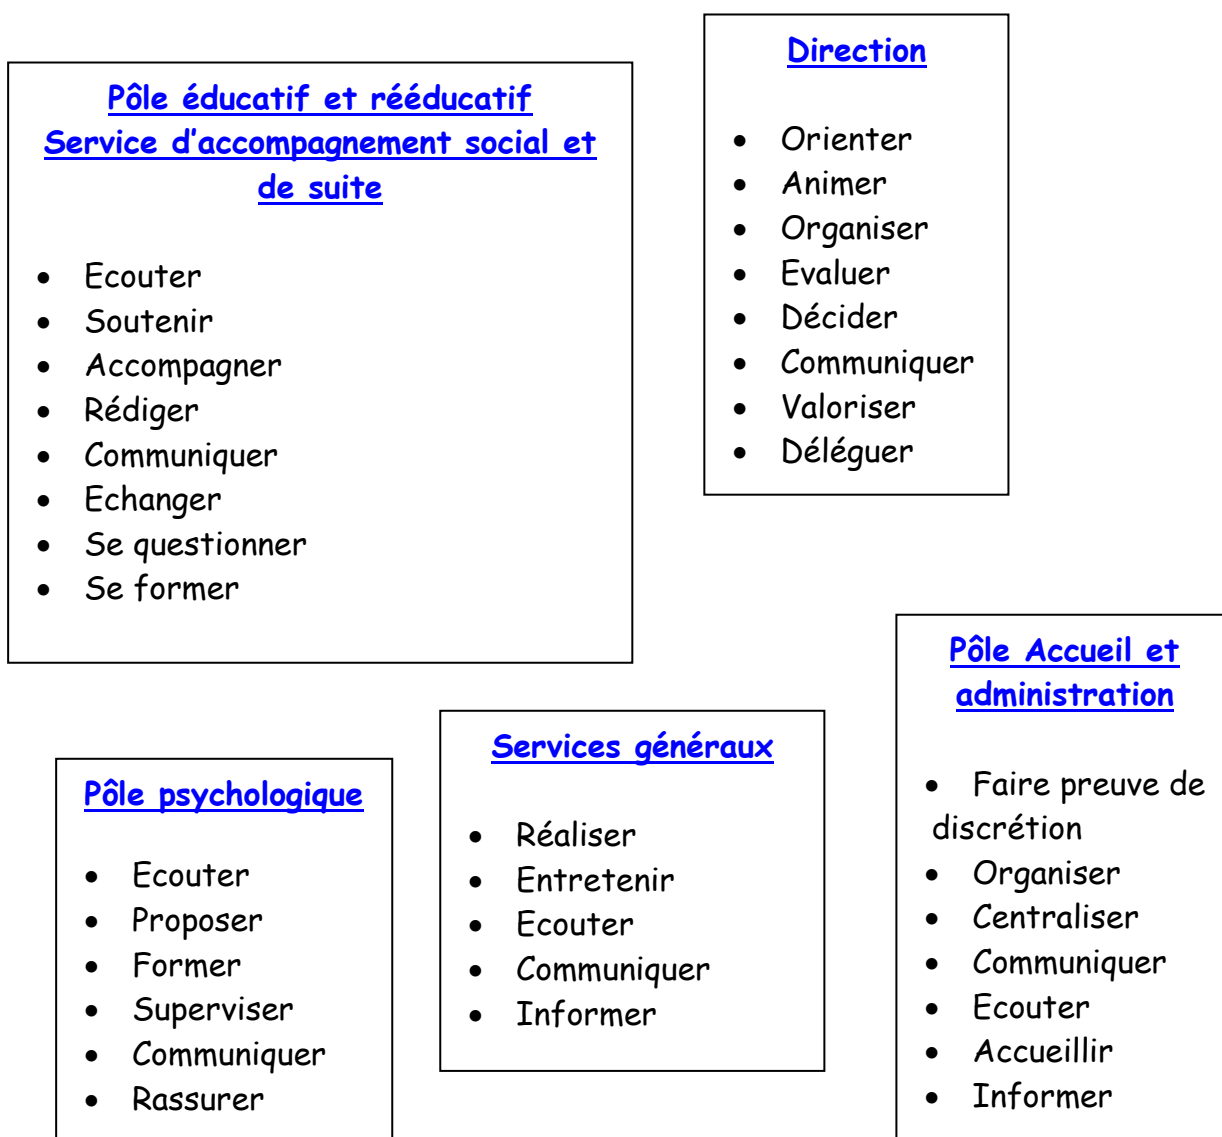 Pôle éducatif et rééducatif
Service d'accompagnement social et
de suite
• Ecouter
• Soutenir
• Accompagner
• Rédiger
• Communiquer
• Echanger
• Se questionner
• Se former
Direction
• Orienter
• Animer
• Organiser
• Evaluer
• Décider
• Communiquer
• Valoriser
• Déléguer
Pôle psychologique
• Ecouter
• Proposer
• Former
• Superviser
• Communiquer
• Rassurer
Services généraux
• Réaliser
• Entretenir
• Ecouter
• Communiquer
• Informer
Pôle Accueil et
administration
• Faire preuve de
discrétion
• Organiser
• Centraliser
• Communiquer
• Ecouter
• Accueillir
• Informer